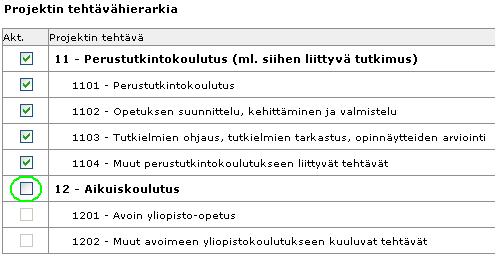 Projektin tehtävähierarkia
Akt. Projektin tehtävä
11 - Perustutkintokoulutus (ml. siihen liittyvä tutkimus)
1101 - Perustutkintokoulutus
1102 - Opetuksen suunnittelu, kehittäminen ja valmistelu
1103 - Tutkielmien ohjaus, tutkielmien tarkastus, opinnäytteiden arviointi
1104 - Muut perustutkintokoulutukseen liittyvät tehtävät
12 - Aikuiskoulutus
1201 - Avoin yliopisto-opetus
1202 - Muut avoimeen yliopistokoulutukseen kuuluvat tehtävät